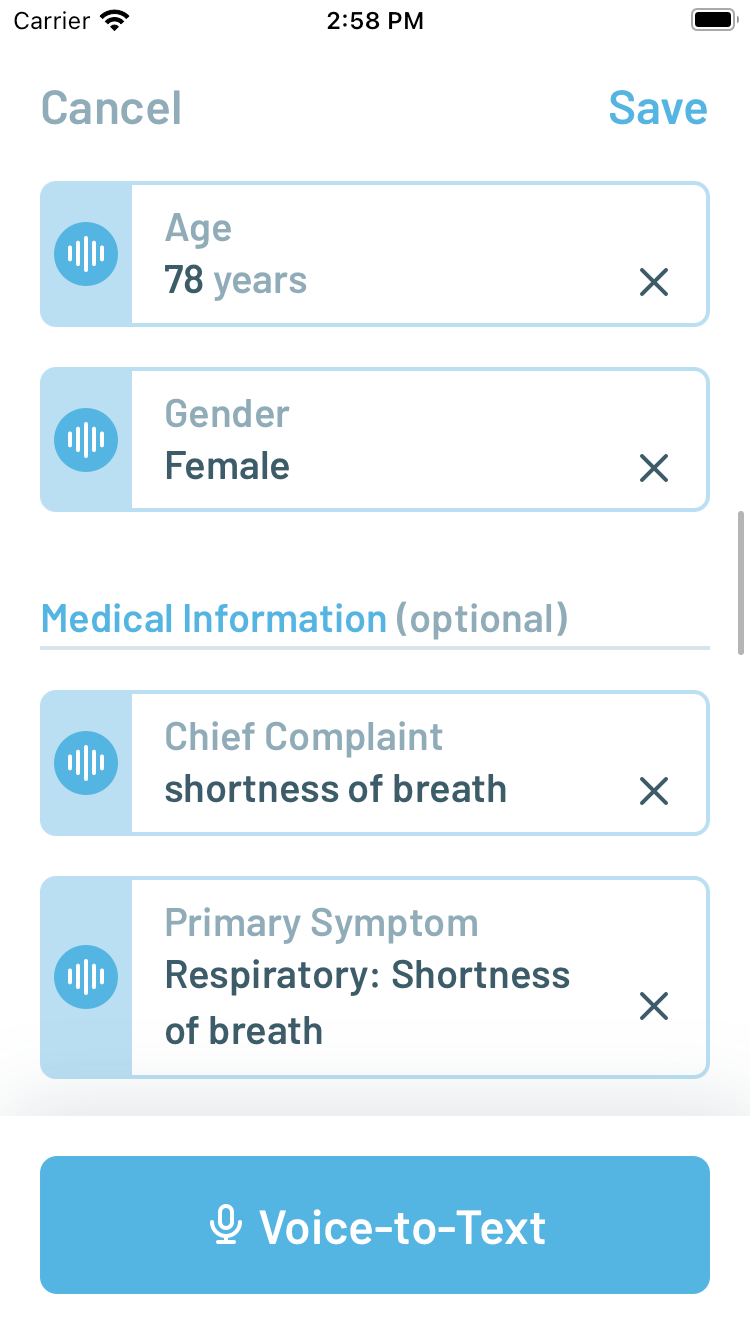 Carrier 2:58 PM
Cancel Save
Age
78 years
Gender
Female
Medical Information (optional)
Chief Complaint
shortness of breath
Primary Symptom
Respiratory: Shortness
of breath
Voice-to-Text